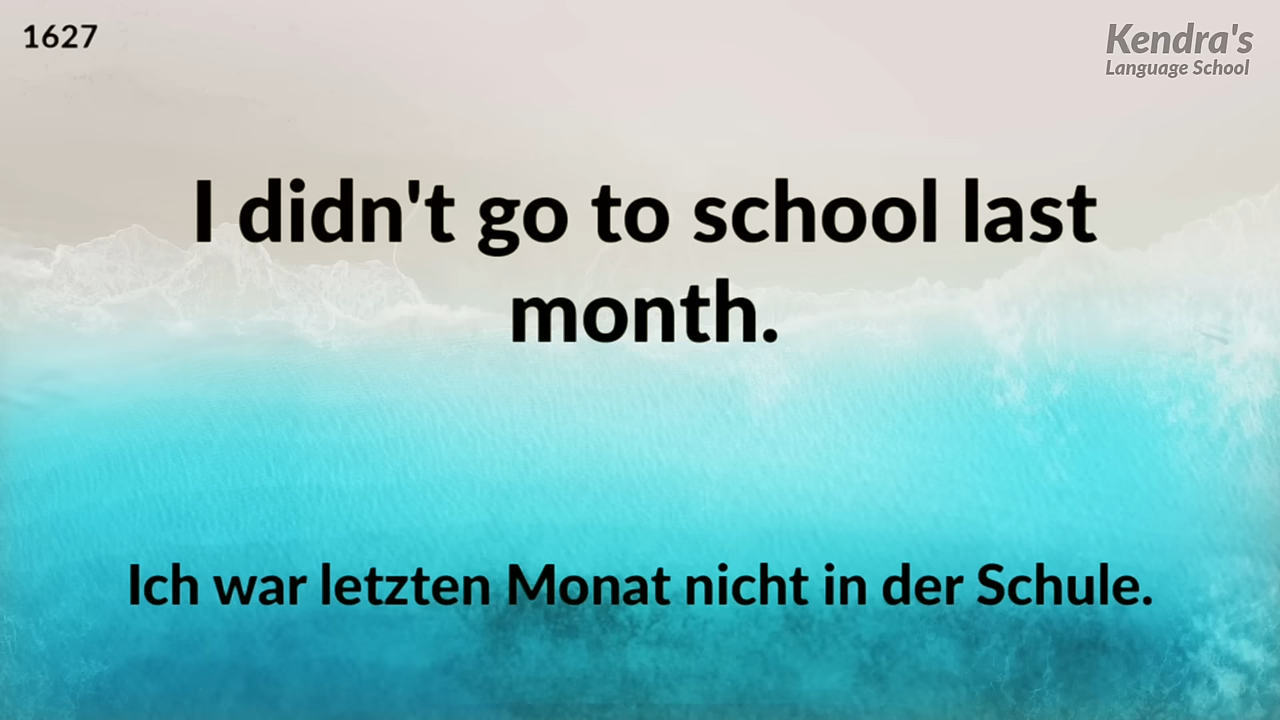 1627
Kendra's
Language School
I didn't go to school last
month.
Ich war letzten Monat nicht in der Schule.